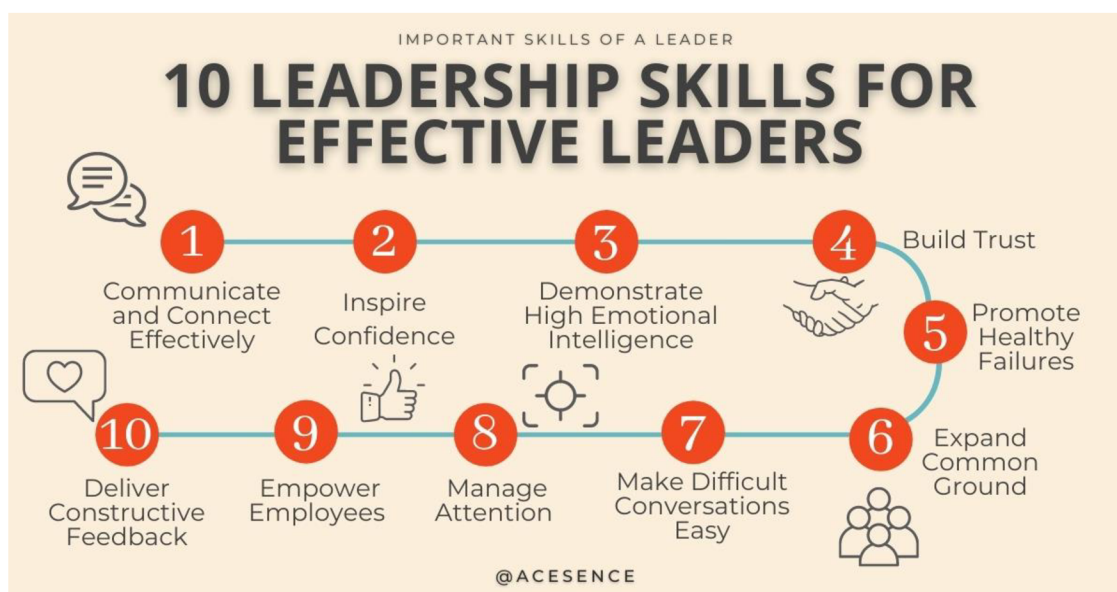 IMPORTANT SKILLS OF A LEADER
10 LEADERSHIP SKILLS FOR
EFFECTIVE LEADERS
1
Communicate
and Connect
Effectively
2
Inspire
Confidence
3
Demonstrate
High Emotional
Intelligence
4
Build Trust
5
Promote
Healthy
Failures
6
Expand
Common
Ground
7
Make Difficult
Conversations
Easy
8
Manage
Attention
9
Empower
Employees
10
Deliver
Constructive
Feedback
@ACESENCE